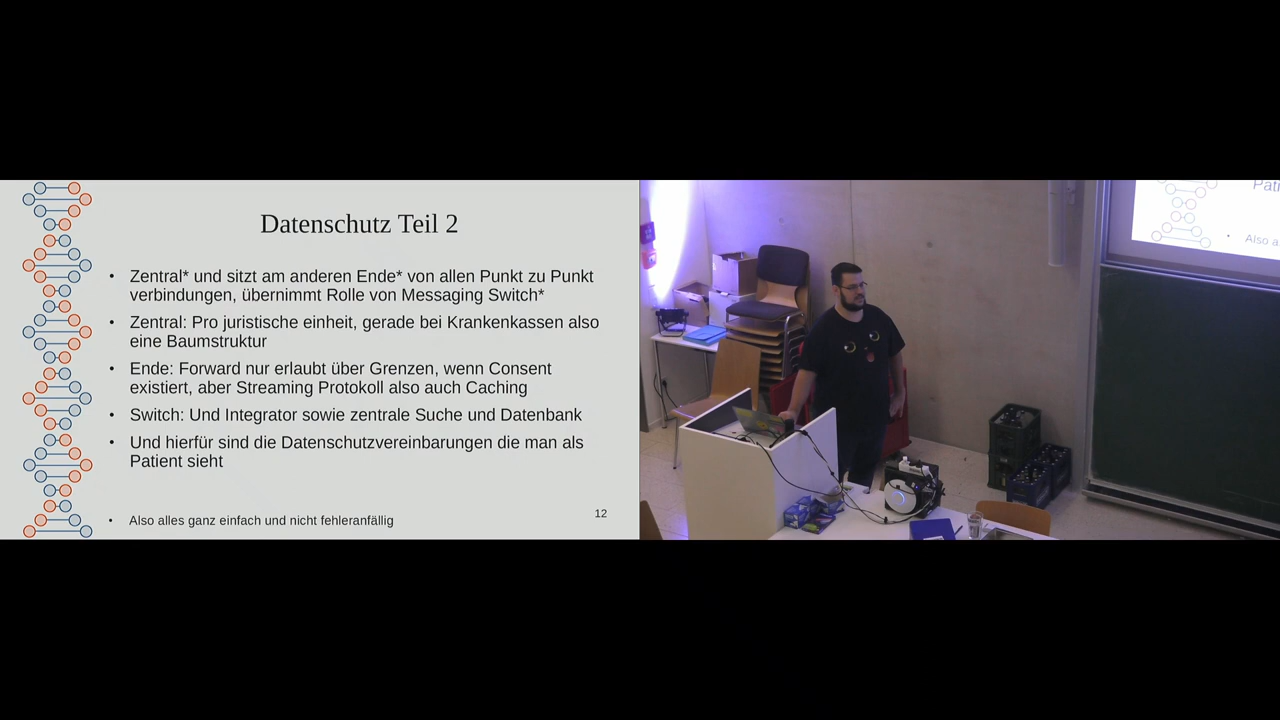 Datenschutz Teil 2
• Zentral* und sitzt am anderen Ende* von allen Punkt zu Punkt
verbindungen, übernimmt Rolle von Messaging Switch*
• Zentral: Pro juristische einheit, gerade bei Krankenkassen also
eine Baumstruktur
• Ende: Forward nur erlaubt über Grenzen, wenn Consent
existiert, aber Streaming Protokoll also auch Caching
• Switch: Und Integrator sowie zentrale Suche und Datenbank
• Und hierfür sind die Datenschutzvereinbarungen die man als
Patient sieht
• Also alles ganz einfach und nicht fehleranfällig
12
Pati
• Also a